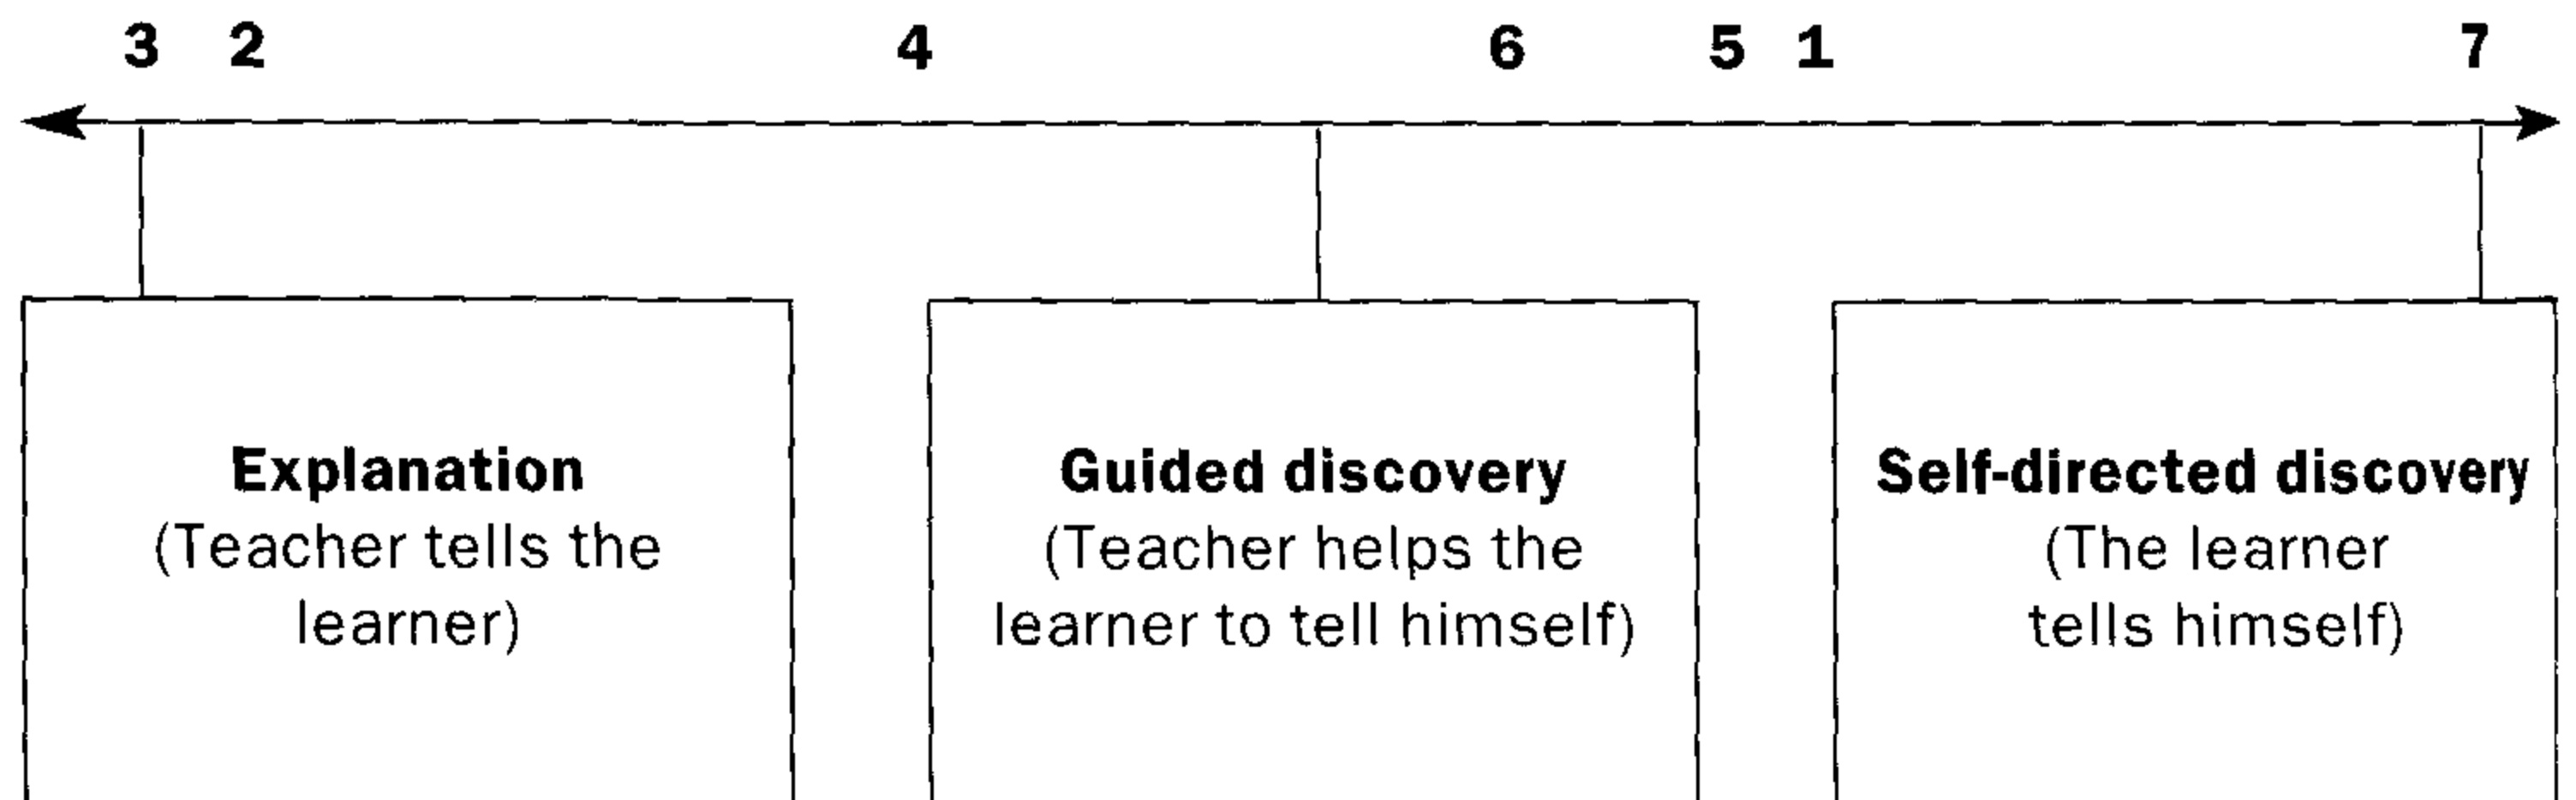 3 2 4 6 5 1 7
Explanation
(Teacher tells the
learner)
Guided discovery
(Teacher helps the
learner to tell himself)
Self-directed discovery
(The learner
tells himself)